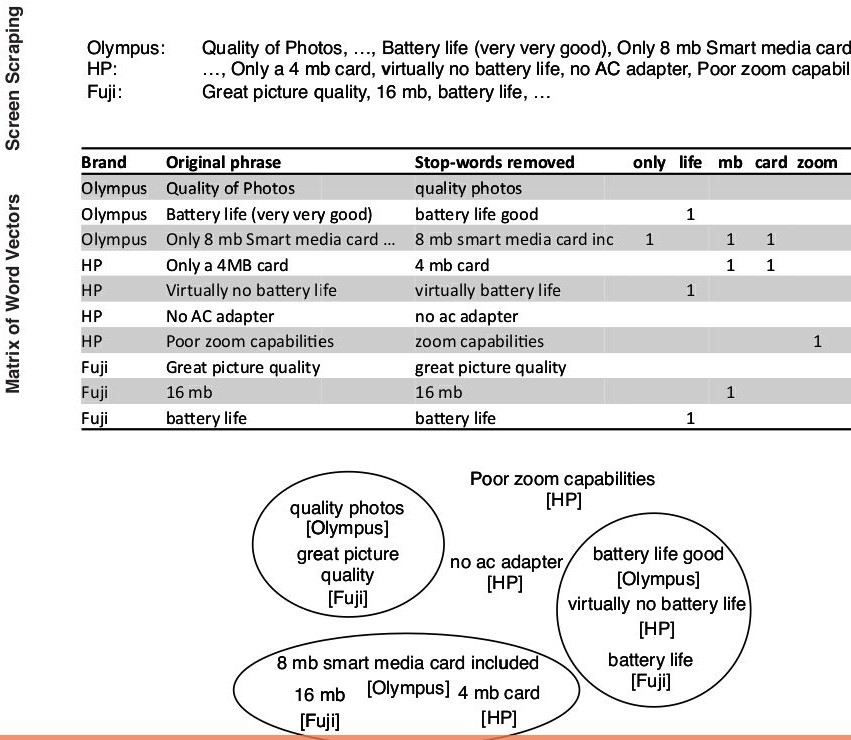 Screen Scraping
Olympus: Quality of Photos, …, Battery life (very very good), Only 8 mb Smart media card
HP: …, Only a 4 mb card, virtually no battery life, no AC adapter, Poor zoom capabil
Fuji: Great picture quality, 16 mb, battery life, …
Matrix of Word Vectors
Brand Original phrase Stop-words removed only life mb card zoom
Olympus Quality of Photos quality photos
Olympus Battery life (very very good) battery life good 1
Olympus Only 8 mb Smart media card ... 8 mb smart media card inc 1 1 1
HP Only a 4MB card 4 mb card 1 1
HP Virtually no battery life virtually battery life 1
HP No AC adapter no ac adapter
HP Poor zoom capabilities zoom capabilities 1
Fuji Great picture quality great picture quality
Fuji 16 mb 16 mb 1
Fuji battery life battery life 1
Poor zoom capabilities
[HP]
quality photos
[Olympus]
great picture
quality
[Fuji]
no ac adapter
[HP]
battery life good
[Olympus]
virtually no battery life
[HP]
battery life
[Fuji]
8 mb smart media card included
[Olympus]
16 mb
[Fuji]
4 mb card
[HP]